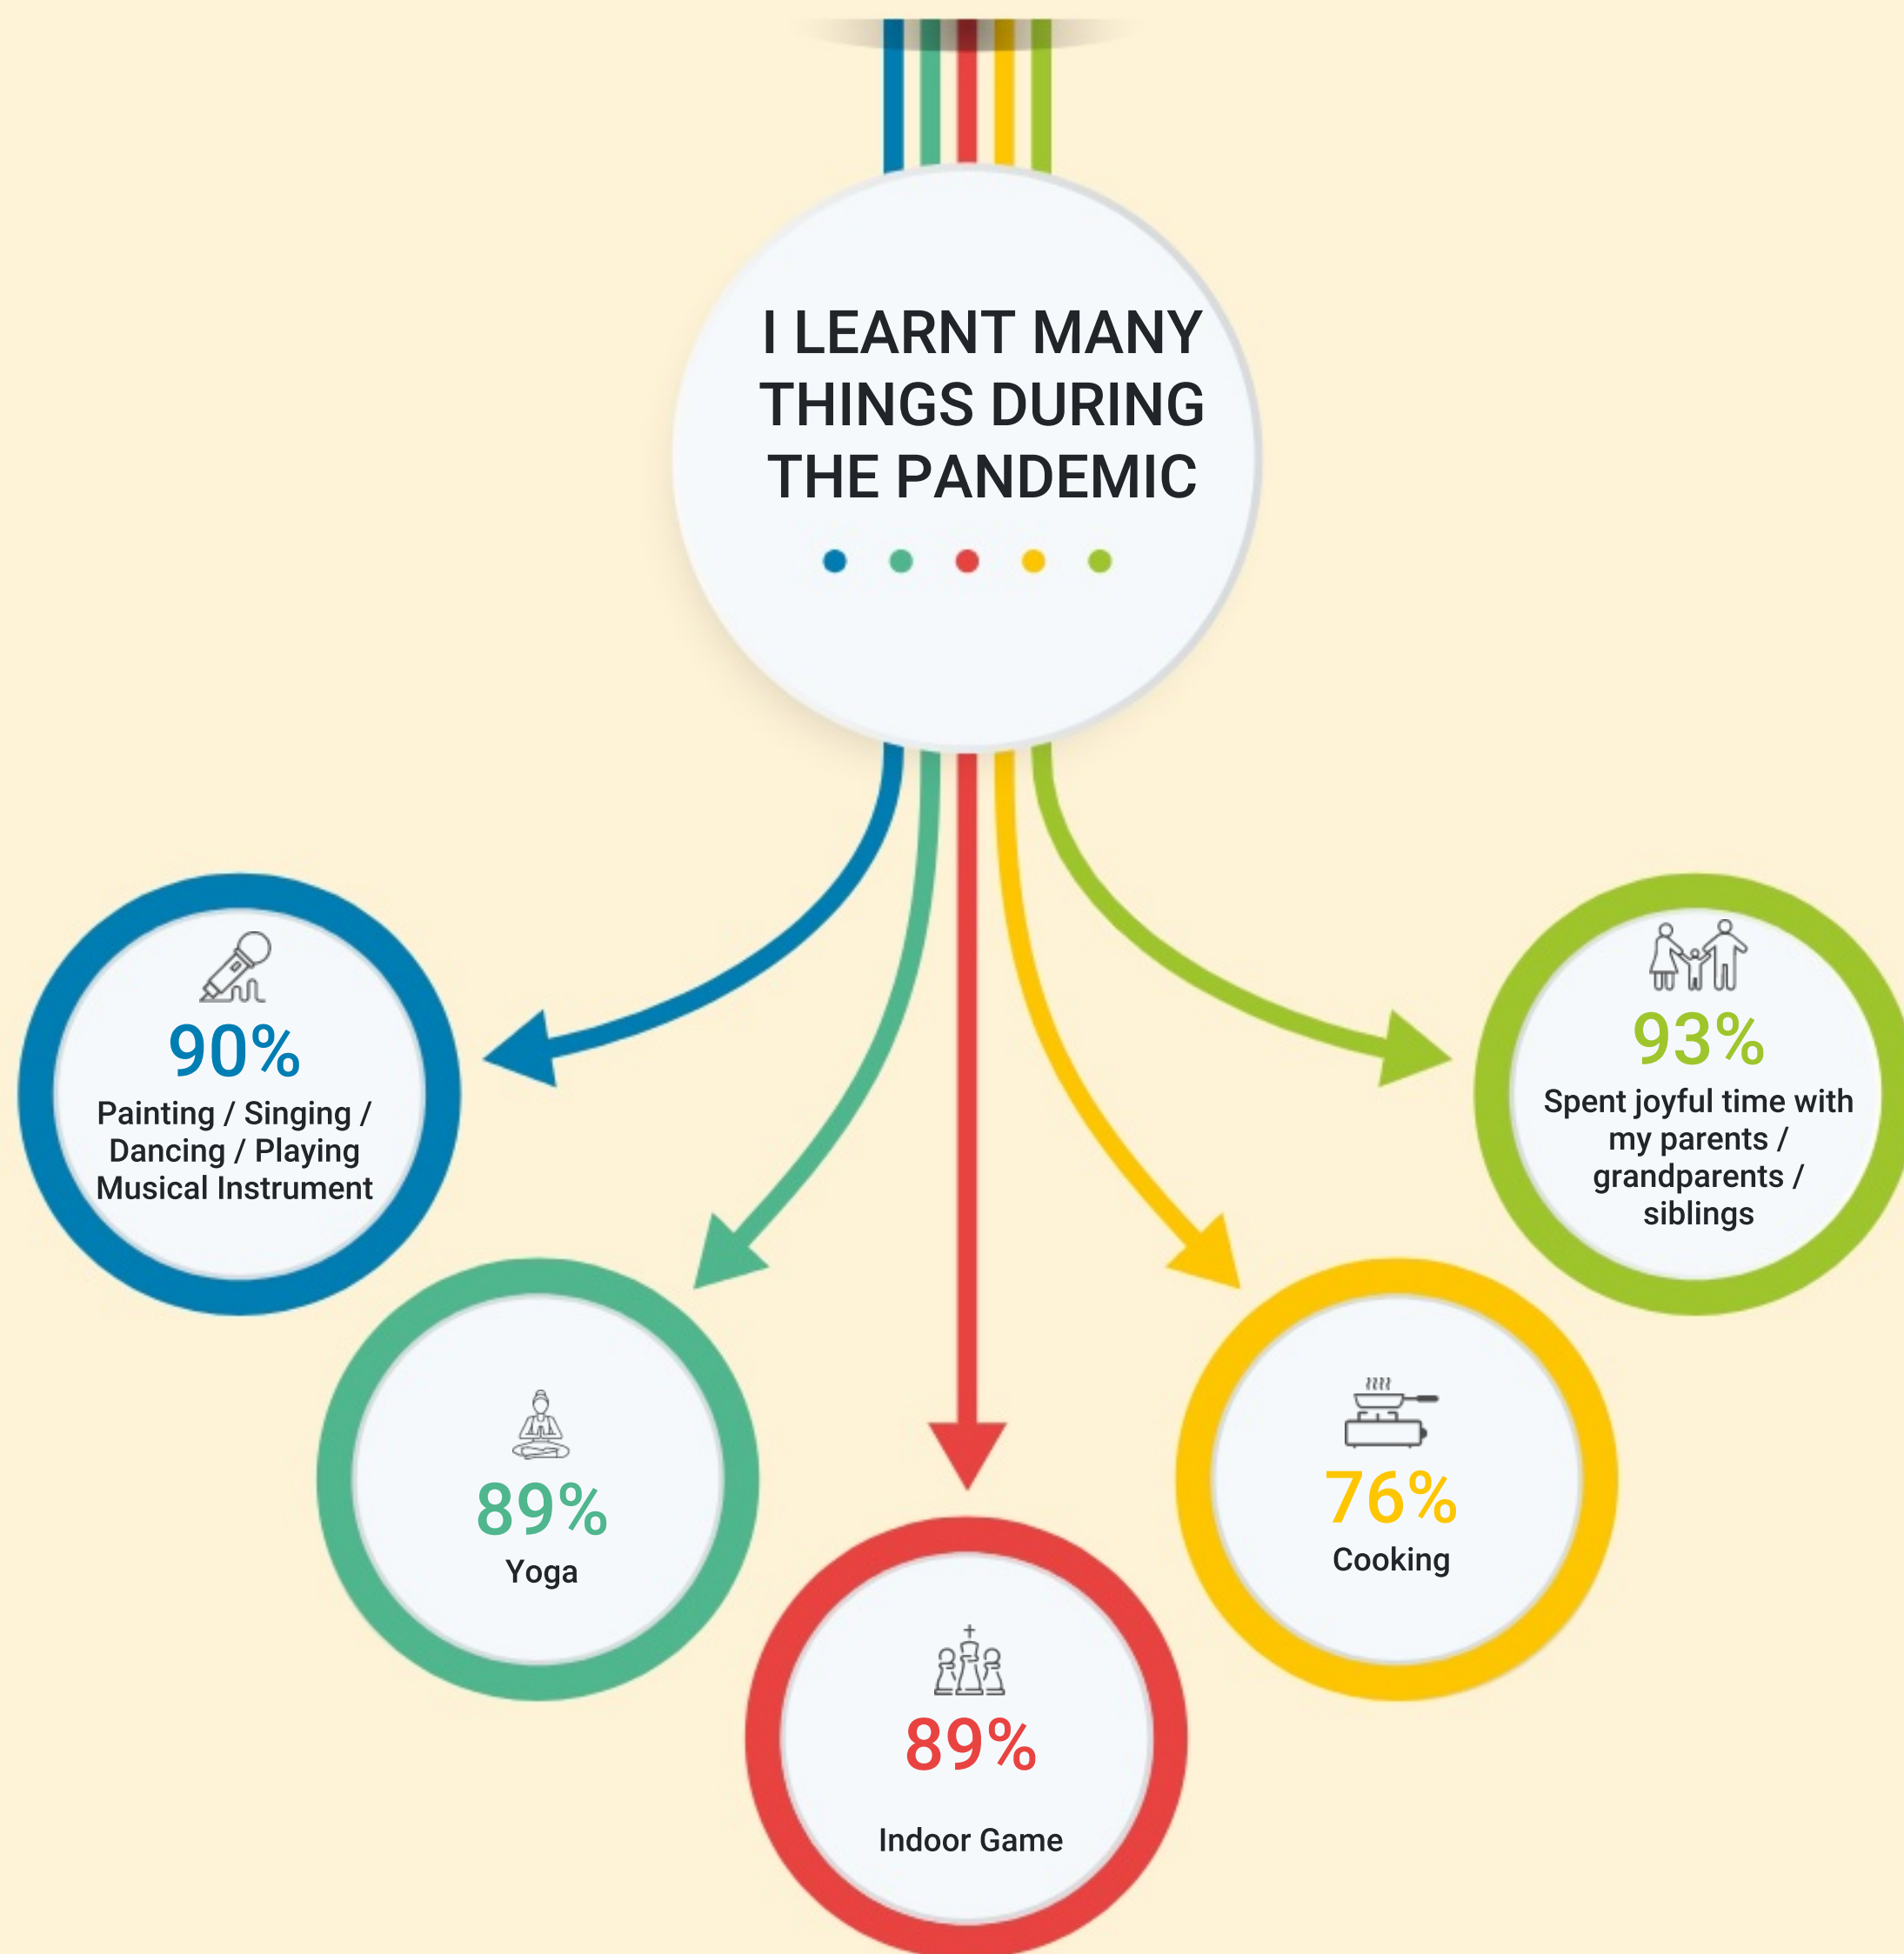 I LEARNT MANY
THINGS DURING
THE PANDEMIC
90%
Painting / Singing /
Dancing / Playing
Musical Instrument
89%
Yoga
89%
Indoor Game
76%
Cooking
93%
Spent joyful time with
my parents /
grandparents /
siblings